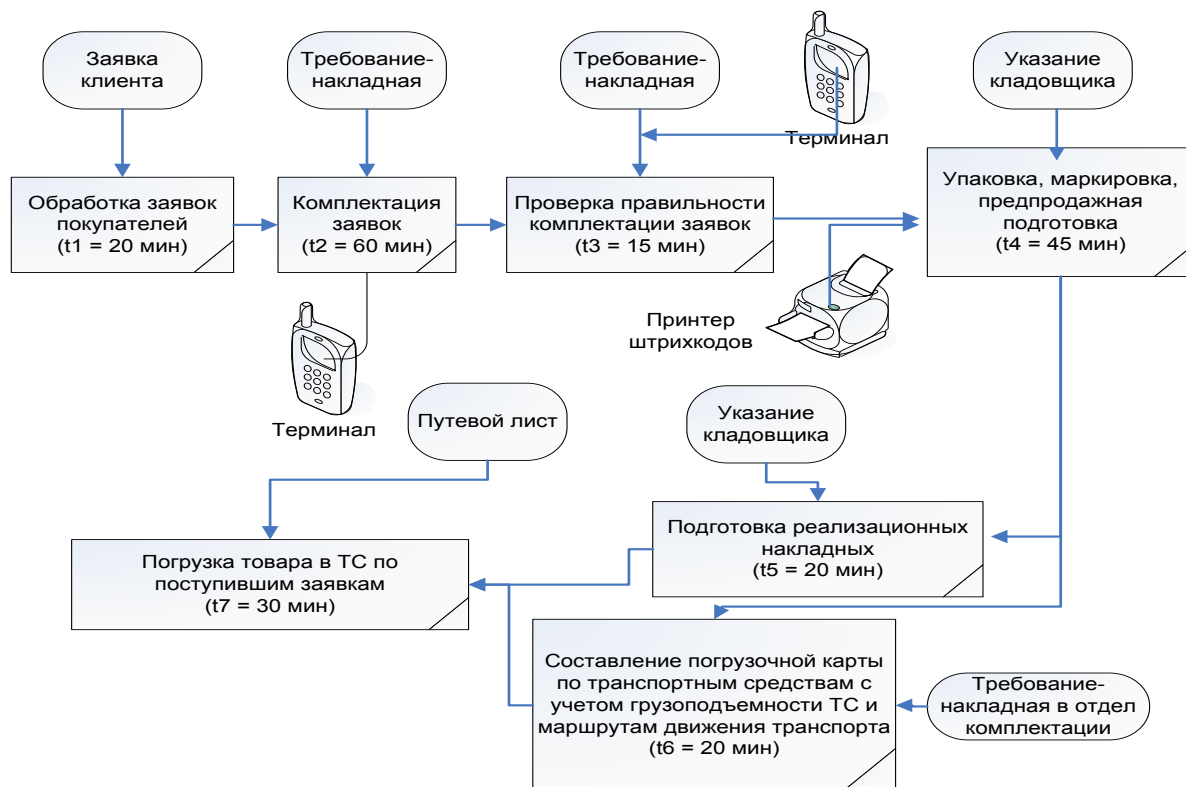 Заявка
клиента
Требование-
накладная
Требование-
накладная
Терминал
Указание
кладовщика
Обработка заявок
покупателей
(t1 = 20 мин)
Комплектация
заявок
(t2 = 60 мин)
Проверка правильности
комплектации заявок
(t3 = 15 мин)
Упаковка, маркировка,
предпродажная
подготовка
(t4 = 45 мин)
Терминал
Принтер
штрихкодов
Путевой лист
Указание
кладовщика
Погрузка товара в ТС по
поступившим заявкам
(t7 = 30 мин)
Подготовка реализационных
накладных
(t5 = 20 мин)
Составление погрузочной карты
по транспортным средствам с
учетом грузоподъемности ТС и
маршрутам движения транспорта
(t6 = 20 мин)
Требование-
накладная в отдел
комплектации